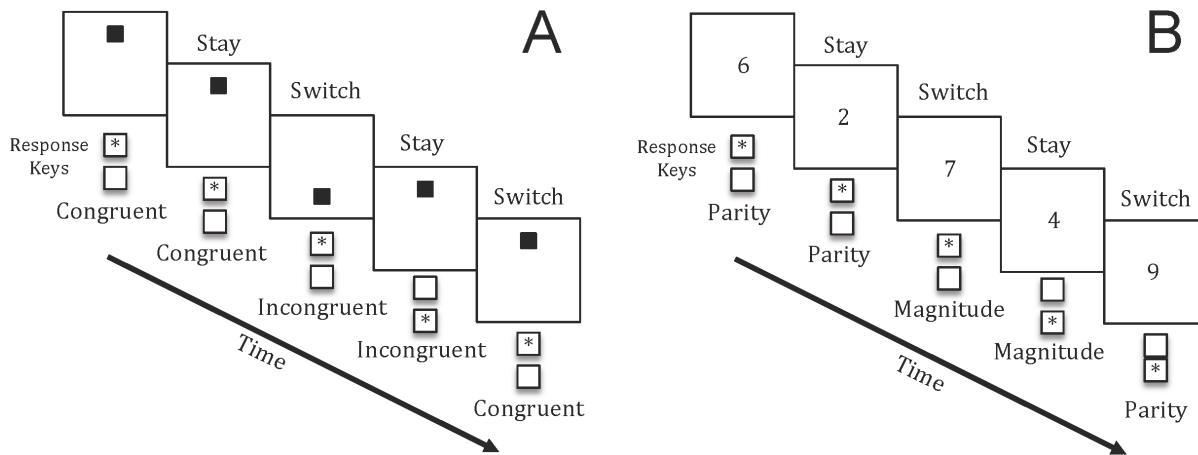 A
Stay
Switch
Stay
Switch
Response
Keys
*
Congruent
*
Congruent
*
Incongruent
*
Incongruent
*
Congruent
Time
B
6
Stay
2
Switch
7
Stay
4
Switch
9
Response
Keys
*
Parity
*
Parity
*
Magnitude
*
Magnitude
*
Parity
Time